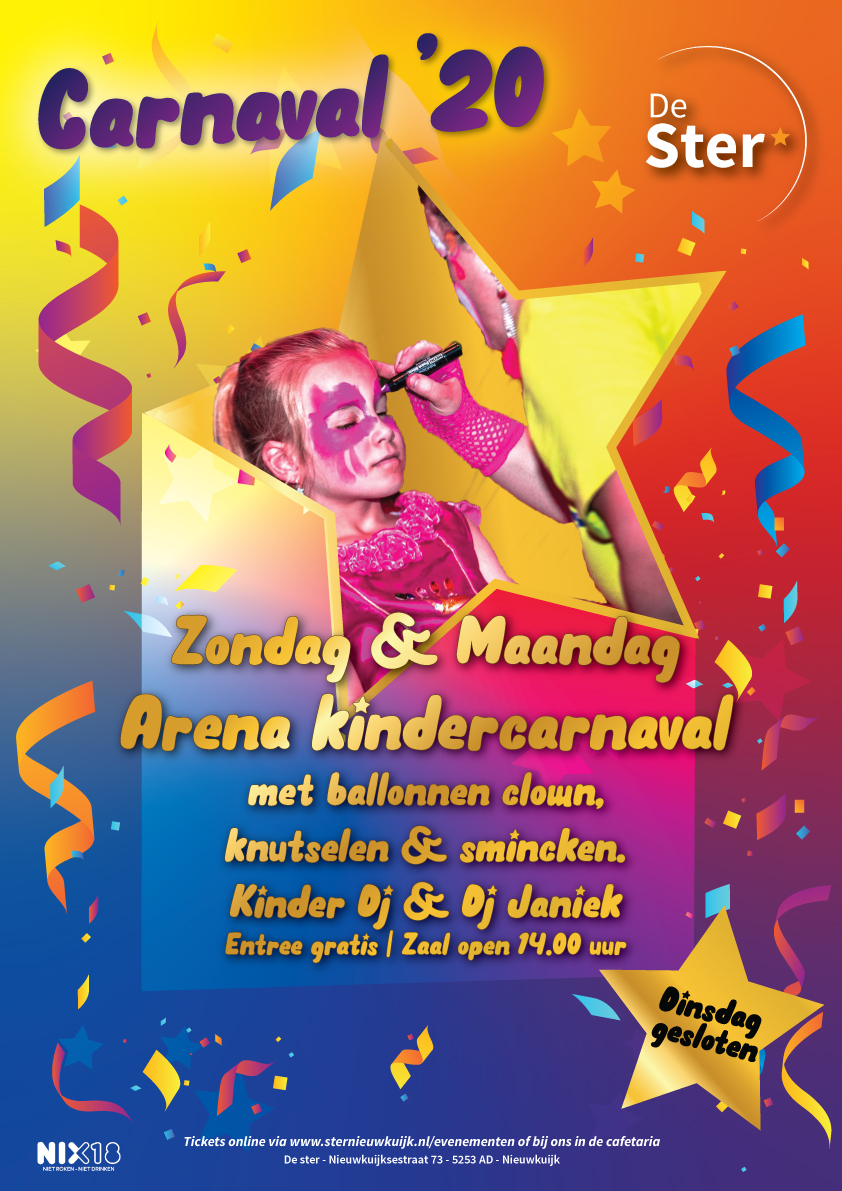 Carnaval '20
De
Ster
Zondag & Maandag
Arena kindercarnaval
met ballonnen clown,
knutselen & smincken.
Kinder Dj & Dj Janiek
Entree gratis | Zaal open 14.00 uur
Dinsdag
gesloten
Tickets online via www.sternieuwkuijk.nl/evenementen of bij ons in de cafetaria
De ster - Nieuwkuijksestraat 73 - 5253 AD - Nieuwkuijk
NIX18
NIET ROKEN - NIET DRINKEN